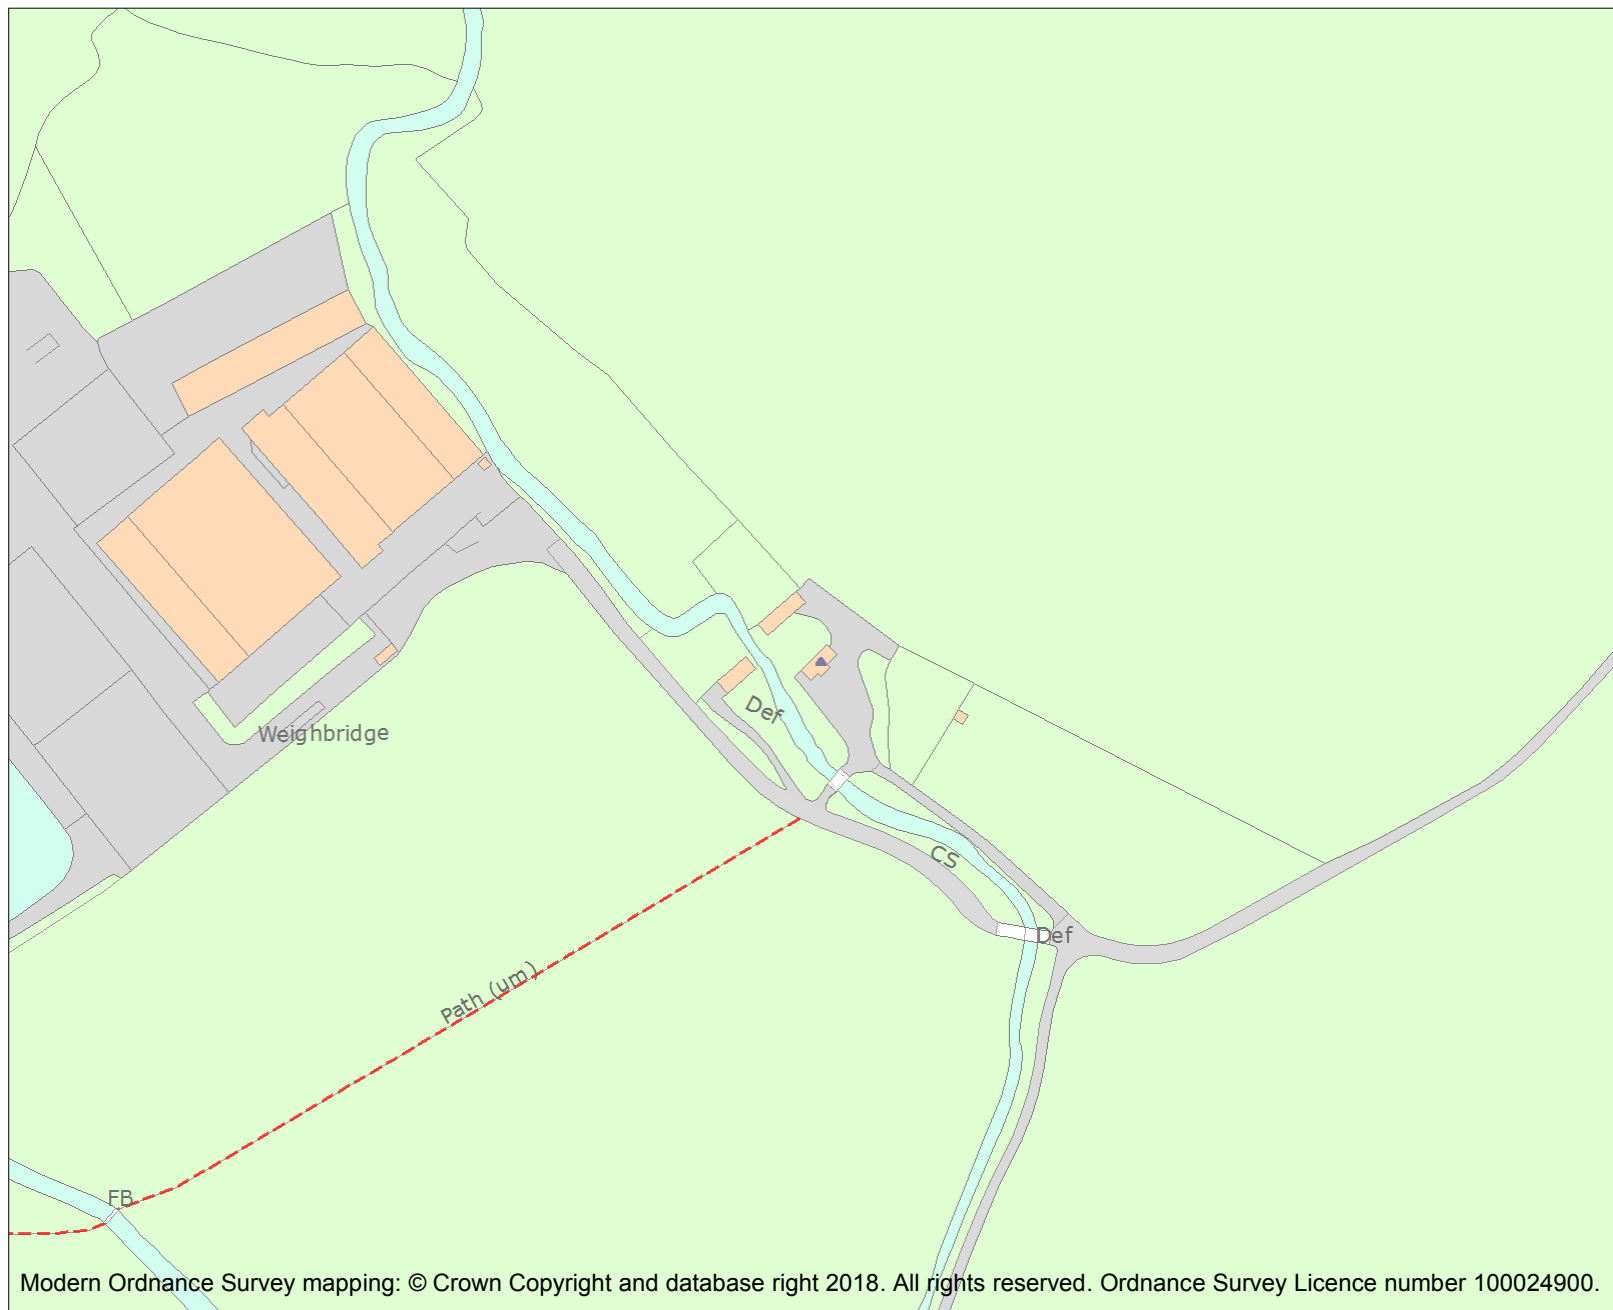 Def
Weighbridge
CS
Def
Path (um)
FB
Modern Ordnance Survey mapping: © Crown Copyright and database right 2018. All rights reserved. Ordnance Survey Licence number 100024900.